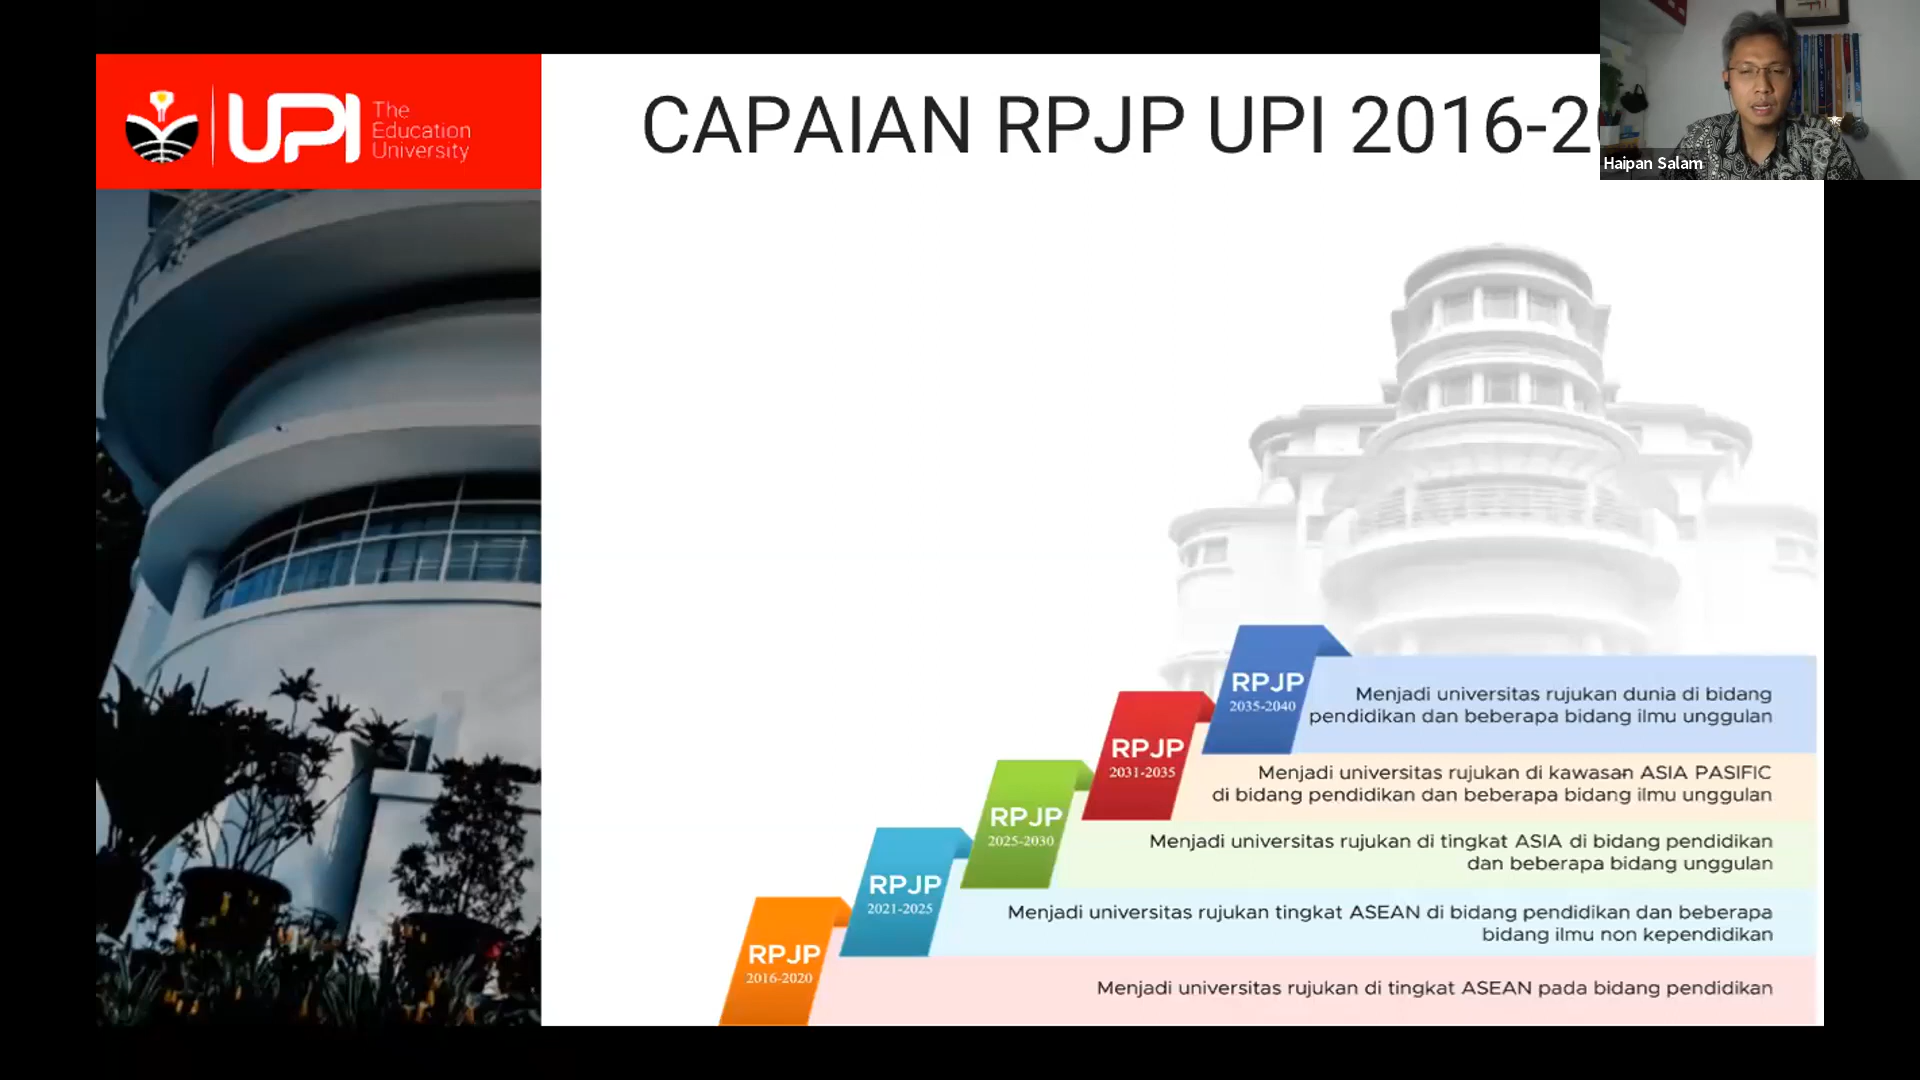 UPI
The
Education
University
CAPAIAN RPJP UPI 2016-2
Haipan Salam
RPJP
2035-2040
Menjadi universitas rujukan dunia di bidang
pendidikan dan beberapa bidang ilmu unggulan
RPJP
2031-2035
Menjadi universitas rujukan di kawasan ASIA PASIFIC
di bidang pendidikan dan beberapa bidang ilmu unggulan
RPJP
2025-2030
Menjadi universitas rujukan di tingkat ASIA di bidang pendidikan
dan beberapa bidang unggulan
RPJP
2021-2025
Menjadi universitas rujukan tingkat ASEAN di bidang pendidikan dan beberapa
bidang ilmu non kependidikan
RPJP
2016-2020
Menjadi universitas rujukan di tingkat ASEAN pada bidang pendidikan